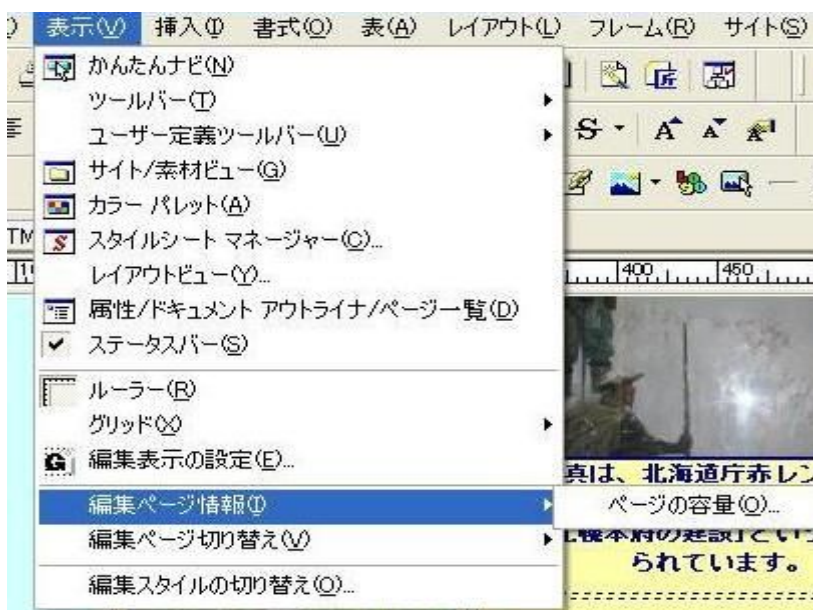 表示(V) 挿入(I) 書式(O) 表(A) レイアウト(L) フレーム(R) サイト(S)
かんたんナビ(N)
ツールバー(T)
ユーザー定義ツールバー(U)
サイト/素材ビュー(G)
カラー パレット(A)
スタイルシート マネージャー(C)...
レイアウトビュー(Y)...
属性/ドキュメント アウトライナ/ページ一覧(D)
ステータスバー(S)
400 450
ルーラー(R)
グリッド(X)
編集表示の設定(E)...
真は、北海道庁赤レン
編集ページ情報(I)
ページの容量(O)...
編集ページ切り替え(V)
られています。
編集スタイルの切り替え(O)...